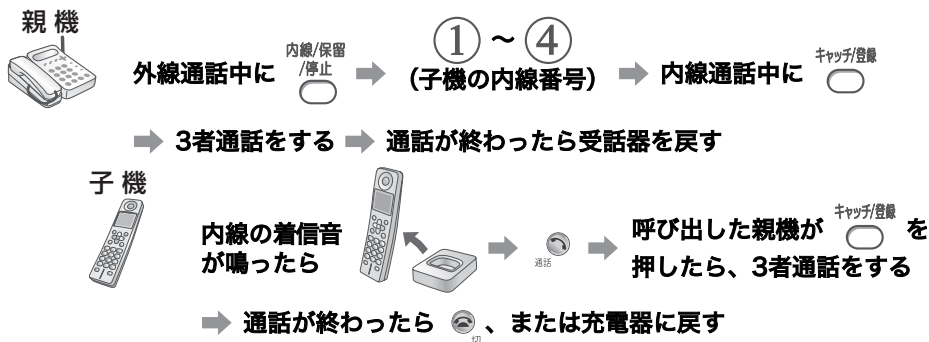 親機
外線通話中に 内線/保留/停止 ➡ ①～④ (子機の内線番号) ➡ 内線通話中に キャッチ/登録
➡ 3者通話をする ➡ 通話が終わったら受話器を戻す
子機
内線の着信音
が鳴ったら ➡ 通話 ➡ 呼び出した親機が キャッチ/登録 を
押したら、3者通話をする
➡ 通話が終わったら 切 、または充電器に戻す